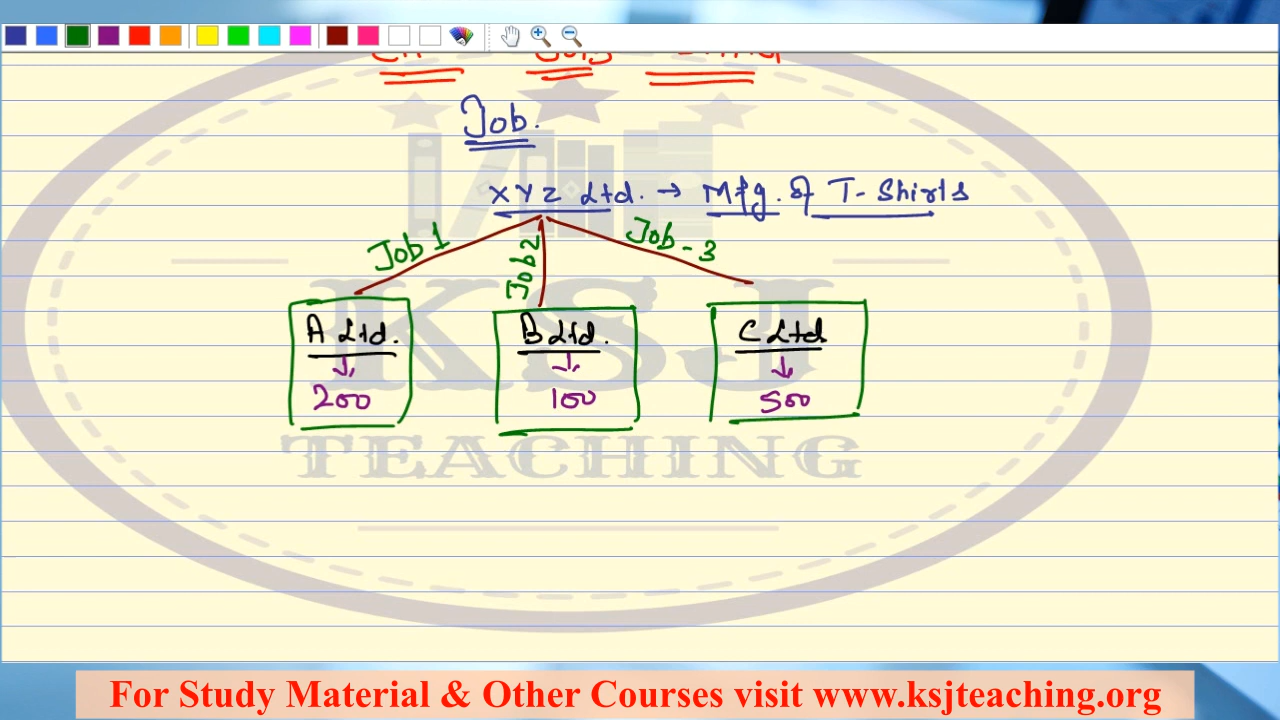 Job.
XYZ Ltd. → Mfg. of T-Shirts
Job 1 Job 2 Job - 3
A Ltd. B Ltd. C Ltd
↓ ↓ ↓
200 100 500
KSJ
TEACHING
For Study Material & Other Courses visit www.ksjteaching.org